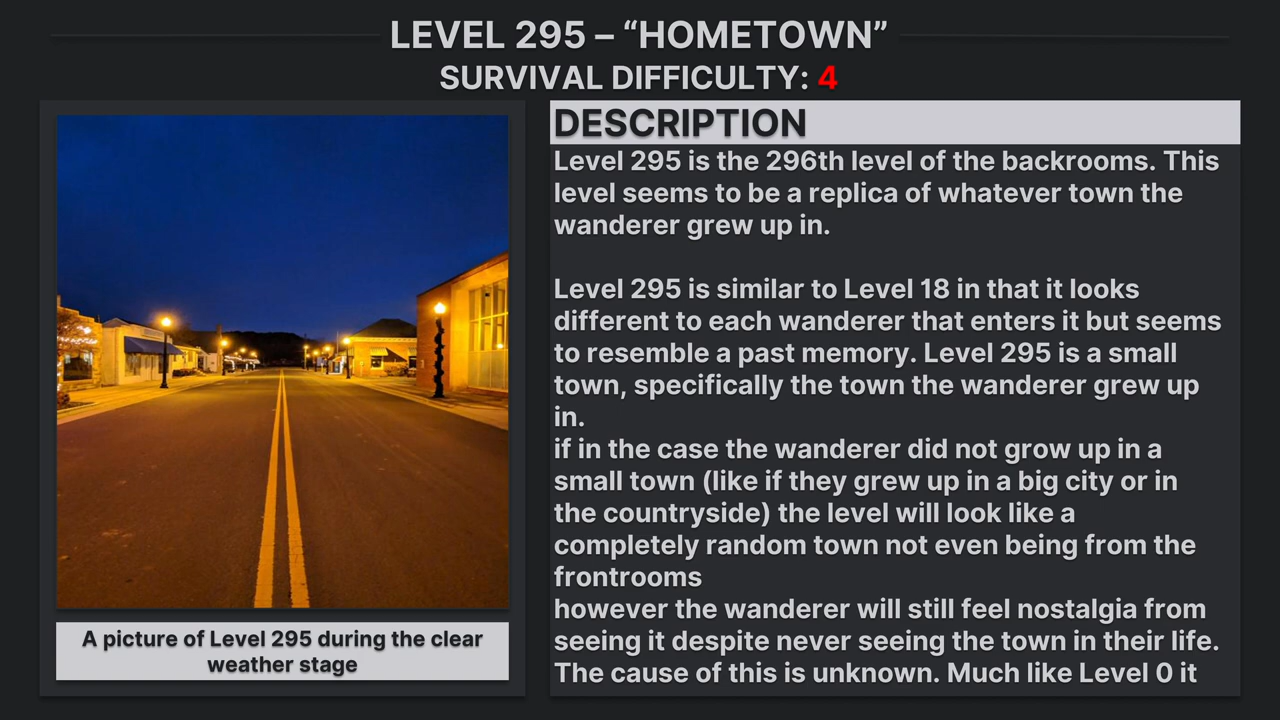 LEVEL 295 – “HOMETOWN”
SURVIVAL DIFFICULTY: 4
A picture of Level 295 during the clear
weather stage
DESCRIPTION
Level 295 is the 296th level of the backrooms. This
level seems to be a replica of whatever town the
wanderer grew up in.
Level 295 is similar to Level 18 in that it looks
different to each wanderer that enters it but seems
to resemble a past memory. Level 295 is a small
town, specifically the town the wanderer grew up
in.
if in the case the wanderer did not grow up in a
small town (like if they grew up in a big city or in
the countryside) the level will look like a
completely random town not even being from the
frontrooms
however the wanderer will still feel nostalgia from
seeing it despite never seeing the town in their life.
The cause of this is unknown. Much like Level 0 it